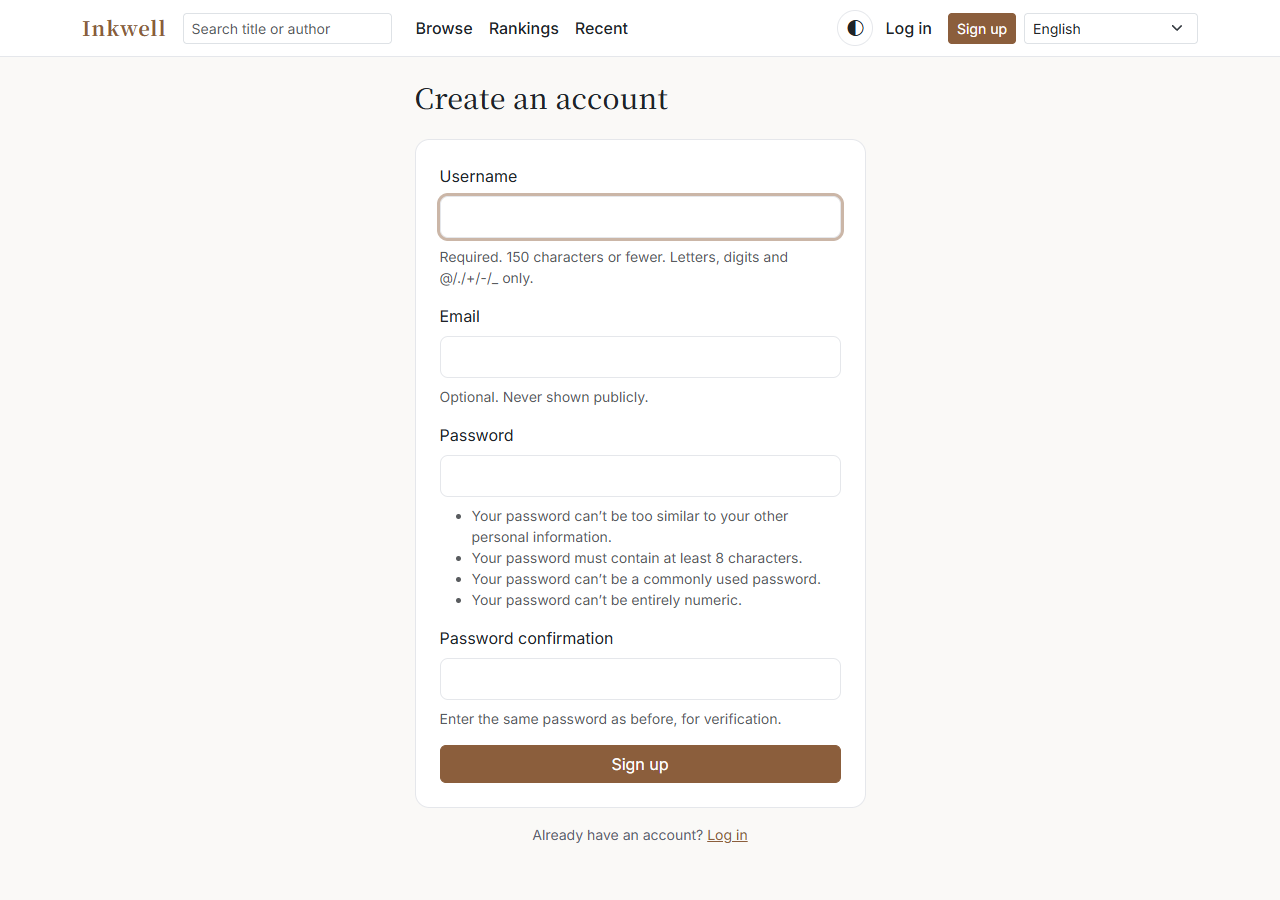 Inkwell Search title or author Browse Rankings Recent Log in Sign up English
Create an account
Username
Required. 150 characters or fewer. Letters, digits and
@/./+/-/_ only.
Email
Optional. Never shown publicly.
Password
Your password can’t be too similar to your other
personal information.
Your password must contain at least 8 characters.
Your password can’t be a commonly used password.
Your password can’t be entirely numeric.
Password confirmation
Enter the same password as before, for verification.
Sign up
Already have an account? Log in